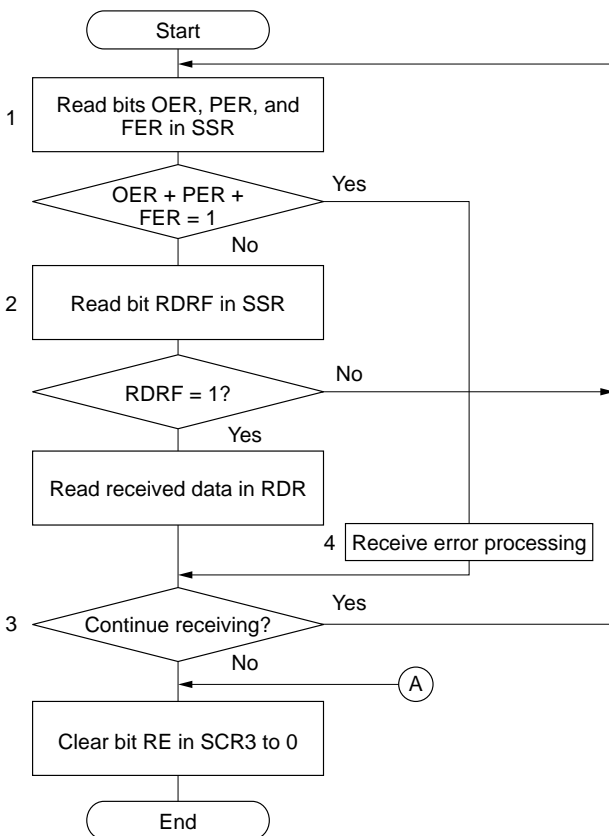 Start
1
Read bits OER, PER, and
FER in SSR
OER + PER +
FER = 1
Yes
No
2
Read bit RDRF in SSR
RDRF = 1?
No
Yes
Read received data in RDR
4
Receive error processing
3
Continue receiving?
Yes
No
A
Clear bit RE in SCR3 to 0
End